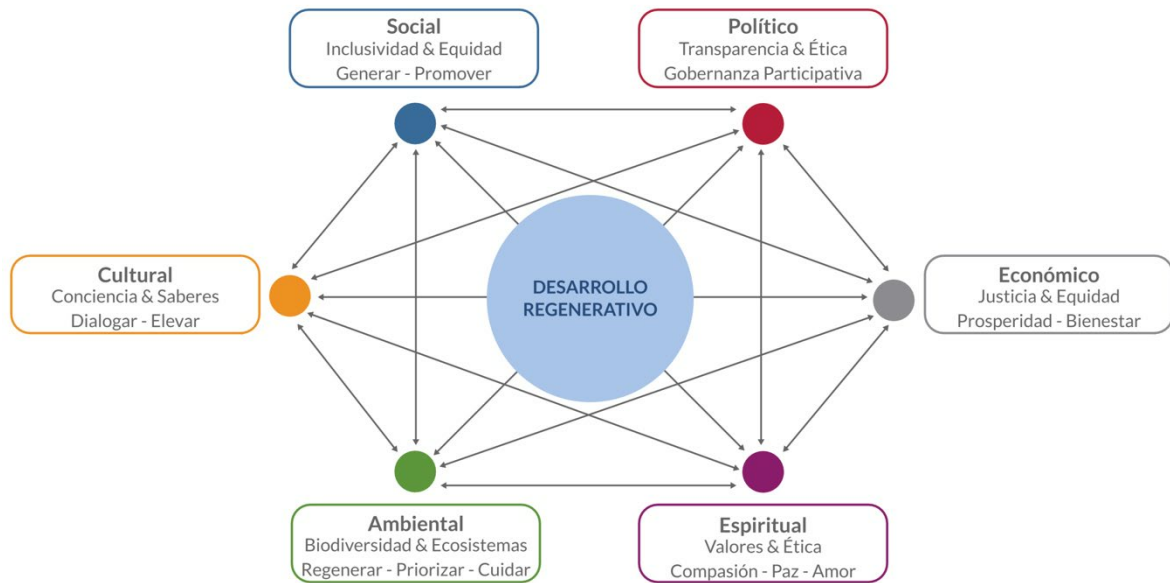 Social
Inclusividad & Equidad
Generar - Promover
Político
Transparencia & Ética
Gobernanza Participativa
Cultural
Conciencia & Saberes
Dialogar - Elevar
DESARROLLO
REGENERATIVO
Económico
Justicia & Equidad
Prosperidad - Bienestar
Ambiental
Biodiversidad & Ecosistemas
Regenerar - Priorizar - Cuidar
Espiritual
Valores & Ética
Compasión - Paz - Amor